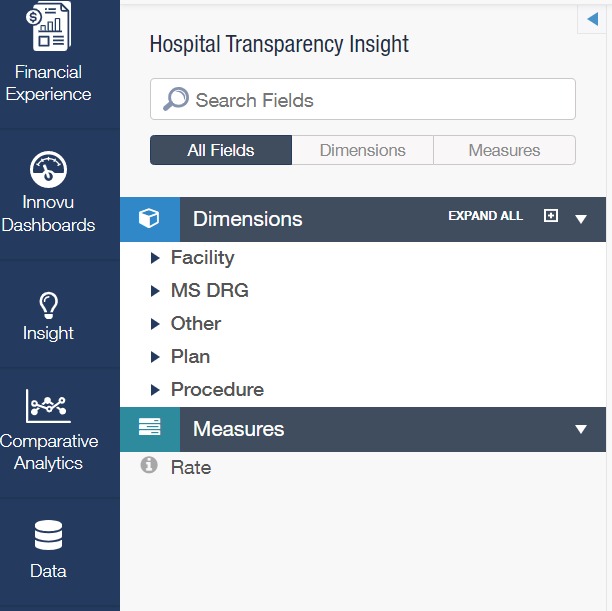 Financial
Experience
Innovu
Dashboards
Insight
Comparative
Analytics
Data
Hospital Transparency Insight
Search Fields
All Fields Dimensions Measures
Dimensions EXPAND ALL
Facility
MS DRG
Other
Plan
Procedure
Measures
Rate